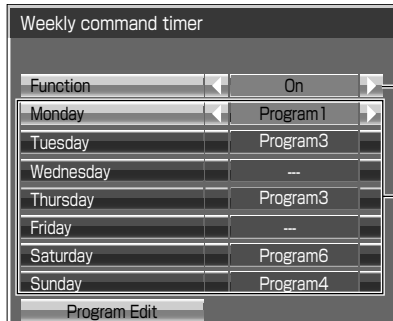 Weekly command timer
Function On
Monday Program1
Tuesday Program3
Wednesday ---
Thursday Program3
Friday ---
Saturday Program6
Sunday Program4
Program Edit